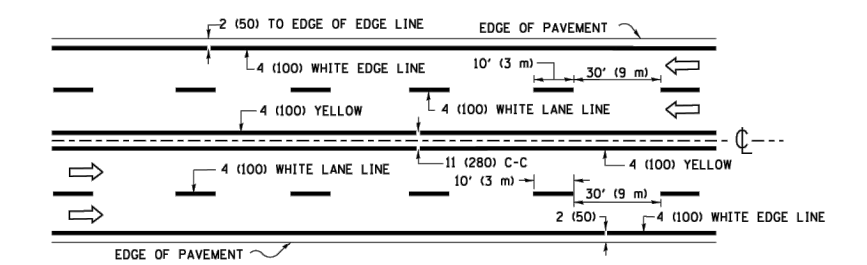 2 (50) TO EDGE OF EDGE LINE
EDGE OF PAVEMENT
4 (100) WHITE EDGE LINE
10' (3 m)
30' (9 m)
4 (100) YELLOW
4 (100) WHITE LANE LINE
℄
11 (280) C-C
4 (100) WHITE LANE LINE
4 (100) YELLOW
10' (3 m)
30' (9 m)
2 (50)
4 (100) WHITE EDGE LINE
EDGE OF PAVEMENT